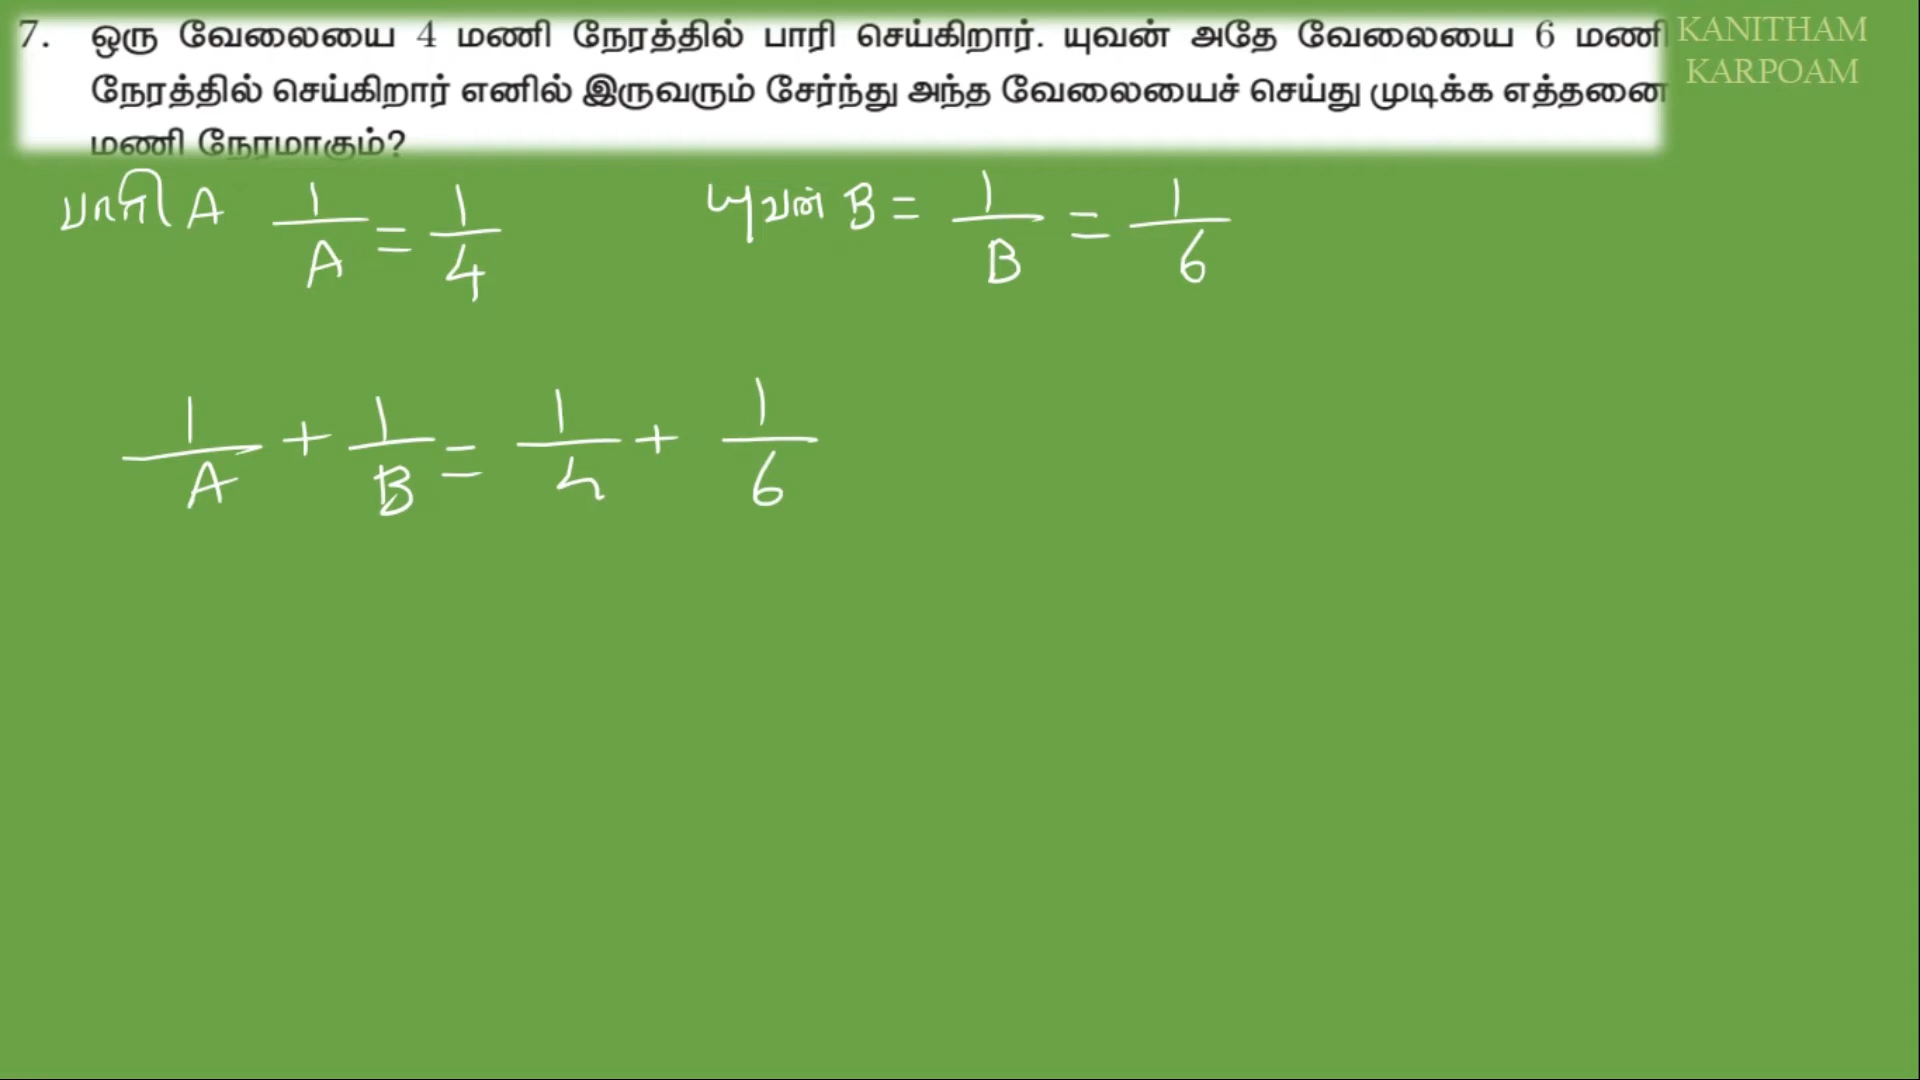 7. ஒரு வேலையை 4 மணி நேரத்தில் பாரி செய்கிறார். யுவன் அதே வேலையை 6 மணி
நேரத்தில் செய்கிறார் எனில் இருவரும் சேர்ந்து அந்த வேலையைச் செய்து முடிக்க எத்தனை
மணி நேரமாகும்?
KANITHAM
KARPOAM
பாரி A 1/A = 1/4
யுவன் B = 1/B = 1/6
1/A + 1/B = 1/4 + 1/6